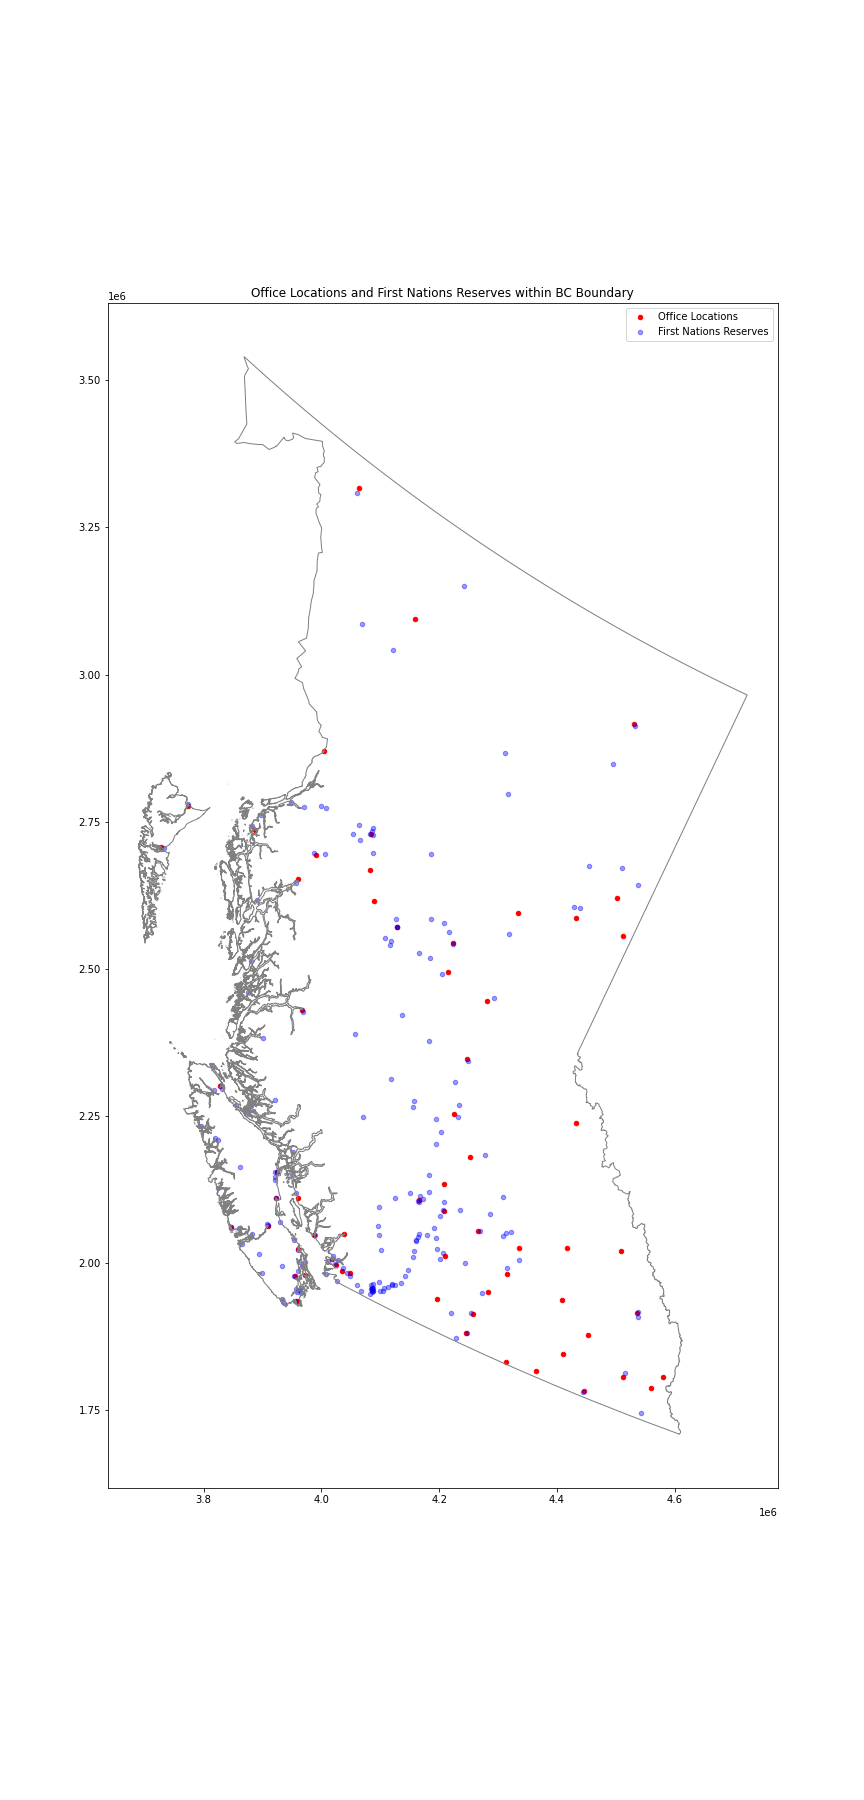 Office Locations and First Nations Reserves within BC Boundary
1e6
Office Locations
First Nations Reserves
3.50
3.25
3.00
2.75
2.50
2.25
2.00
1.75
3.8 4.0 4.2 4.4 4.6
1e6